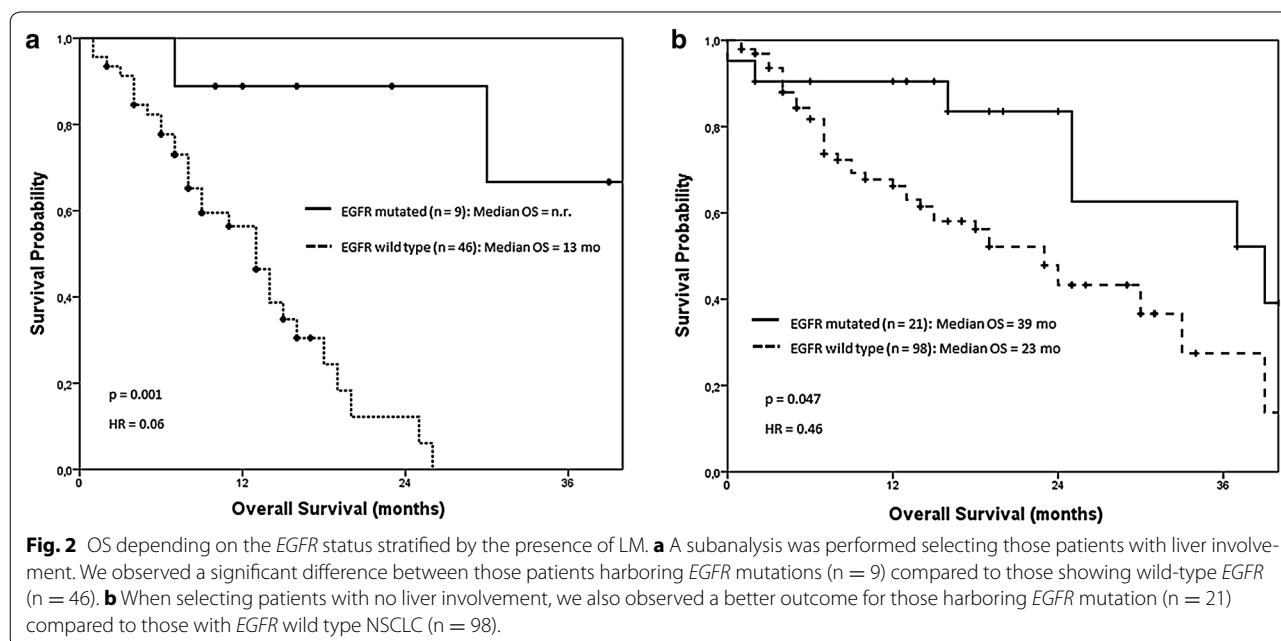 a
1,0
0,8
0,6
0,4
0,2
0,0
Survival Probability
EGFR mutated (n = 9): Median OS = n.r.
EGFR wild type (n = 46): Median OS = 13 mo
p = 0.001
HR = 0.06
0
12
24
36
Overall Survival (months)
b
1,0
0,8
0,6
0,4
0,2
0,0
Survival Probability
EGFR mutated (n = 21): Median OS = 39 mo
EGFR wild type (n = 98): Median OS = 23 mo
p = 0.047
HR = 0.46
0
12
24
36
Overall Survival (months)
Fig. 2 OS depending on the EGFR status stratified by the presence of LM. a A subanalysis was performed selecting those patients with liver involve-
ment. We observed a significant difference between those patients harboring EGFR mutations (n = 9) compared to those showing wild-type EGFR
(n = 46). b When selecting patients with no liver involvement, we also observed a better outcome for those harboring EGFR mutation (n = 21)
compared to those with EGFR wild type NSCLC (n = 98).